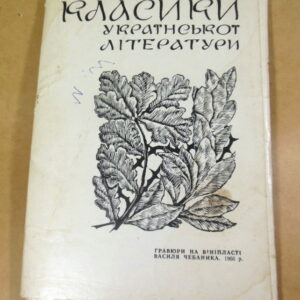 КЛАСИКИ
УКРАЇНСЬКОЇ
ЛІТЕРАТУРИ
ГРАВЮРИ НА ВІНІПЛАСТІ
ВАСИЛЯ ЧЕБАНИКА. 1966 р.